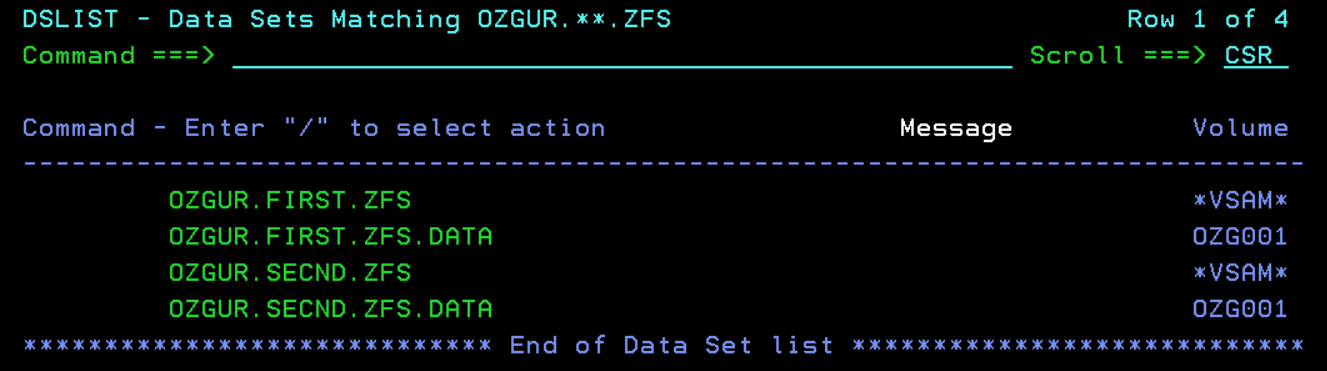 DSLIST - Data Sets Matching OZGUR.**.ZFS Row 1 of 4
Command ===> Scroll ===> CSR
Command - Enter "/" to select action Message Volume
--------------------------------------------------------------------------------
OZGUR.FIRST.ZFS *VSAM*
OZGUR.FIRST.ZFS.DATA OZG001
OZGUR.SECND.ZFS *VSAM*
OZGUR.SECND.ZFS.DATA OZG001
***************************** End of Data Set list ****************************